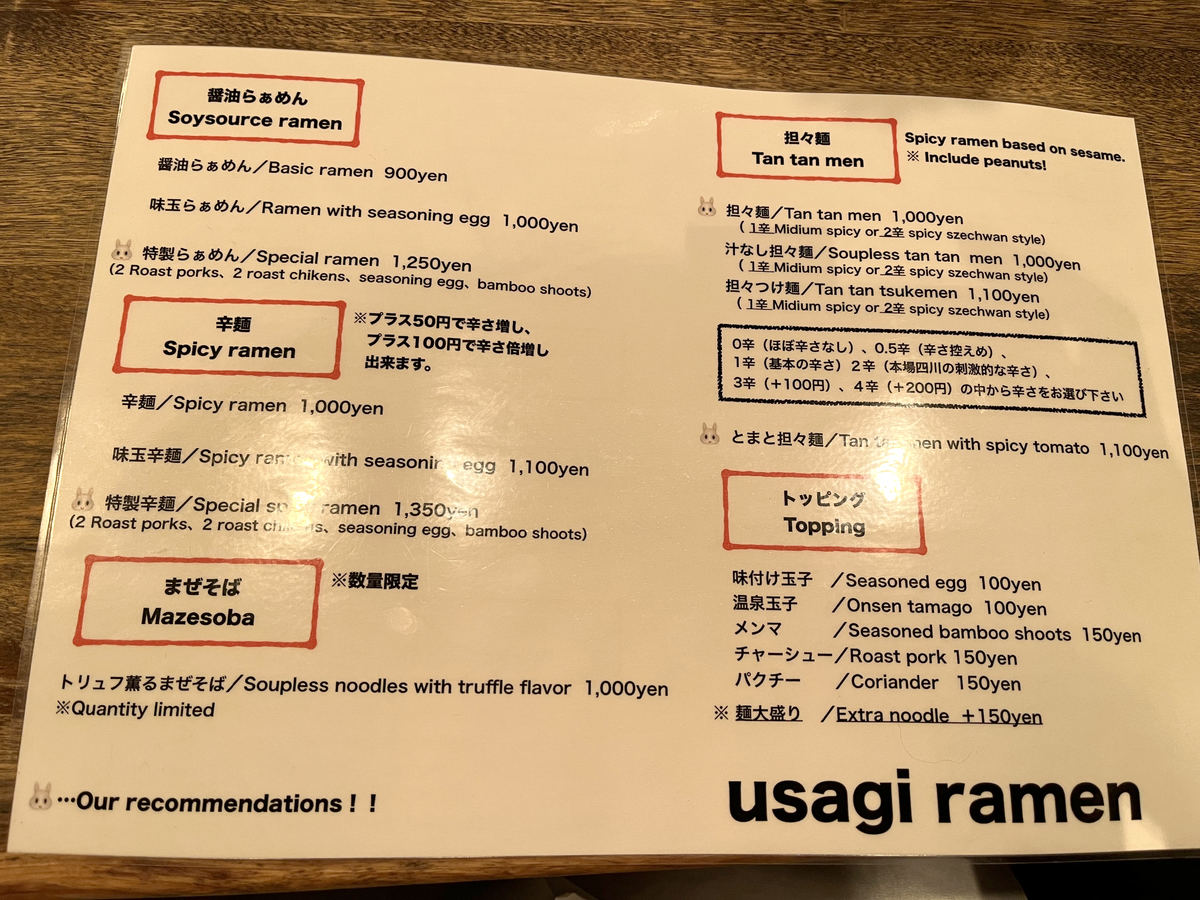 醤油らぁめん
Soysource ramen
醤油らぁめん／Basic ramen 900yen
味玉らぁめん／Ramen with seasoning egg 1,000yen
特製らぁめん／Special ramen 1,250yen
(2 Roast porks、2 roast chikens、seasoning egg、bamboo shoots)
辛麺
Spicy ramen
※プラス50円で辛さ増し、
プラス100円で辛さ倍増し
出来ます。
辛麺／Spicy ramen 1,000yen
味玉辛麺／Spicy ramen with seasoning egg 1,100yen
特製辛麺／Special spicy ramen 1,350yen
(2 Roast porks、2 roast chikens、seasoning egg、bamboo shoots)
まぜそば
Mazesoba
※数量限定
トリュフ薫るまぜそば／Soupless noodles with truffle flavor 1,000yen
※Quantity limited
…Our recommendations！！
担々麺
Tan tan men
Spicy ramen based on sesame.
※ Include peanuts!
担々麺／Tan tan men 1,000yen
( 1辛 Midium spicy or 2辛 spicy szechwan style)
汁なし担々麺／Soupless tan tan men 1,000yen
( 1辛 Midium spicy or 2辛 spicy szechwan style)
担々つけ麺／Tan tan tsukemen 1,100yen
( 1辛 Midium spicy or 2辛 spicy szechwan style)
0辛（ほぼ辛さなし）、0.5辛（辛さ控えめ）、
1辛（基本の辛さ）２辛（本場四川の刺激的な辛さ）、
3辛（＋100円）、４辛（＋200円）の中から辛さをお選び下さい
とまと担々麺／Tan tan men with spicy tomato 1,100yen
トッピング
Topping
味付け玉子 ／Seasoned egg 100yen
温泉玉子 ／Onsen tamago 100yen
メンマ ／Seasoned bamboo shoots 150yen
チャーシュー／Roast pork 150yen
パクチー ／Coriander 150yen
※ 麺大盛り ／Extra noodle +150yen
usagi ramen